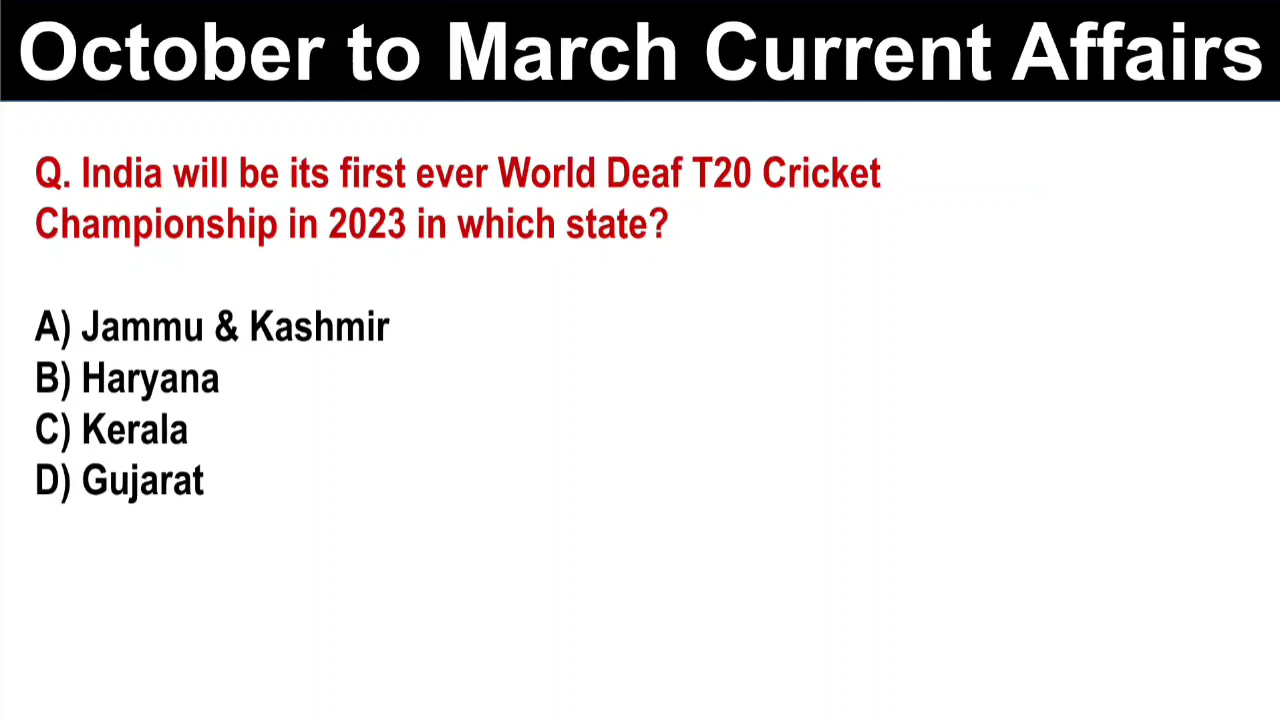 October to March Current Affairs
Q. India will be its first ever World Deaf T20 Cricket
Championship in 2023 in which state?
A) Jammu & Kashmir
B) Haryana
C) Kerala
D) Gujarat